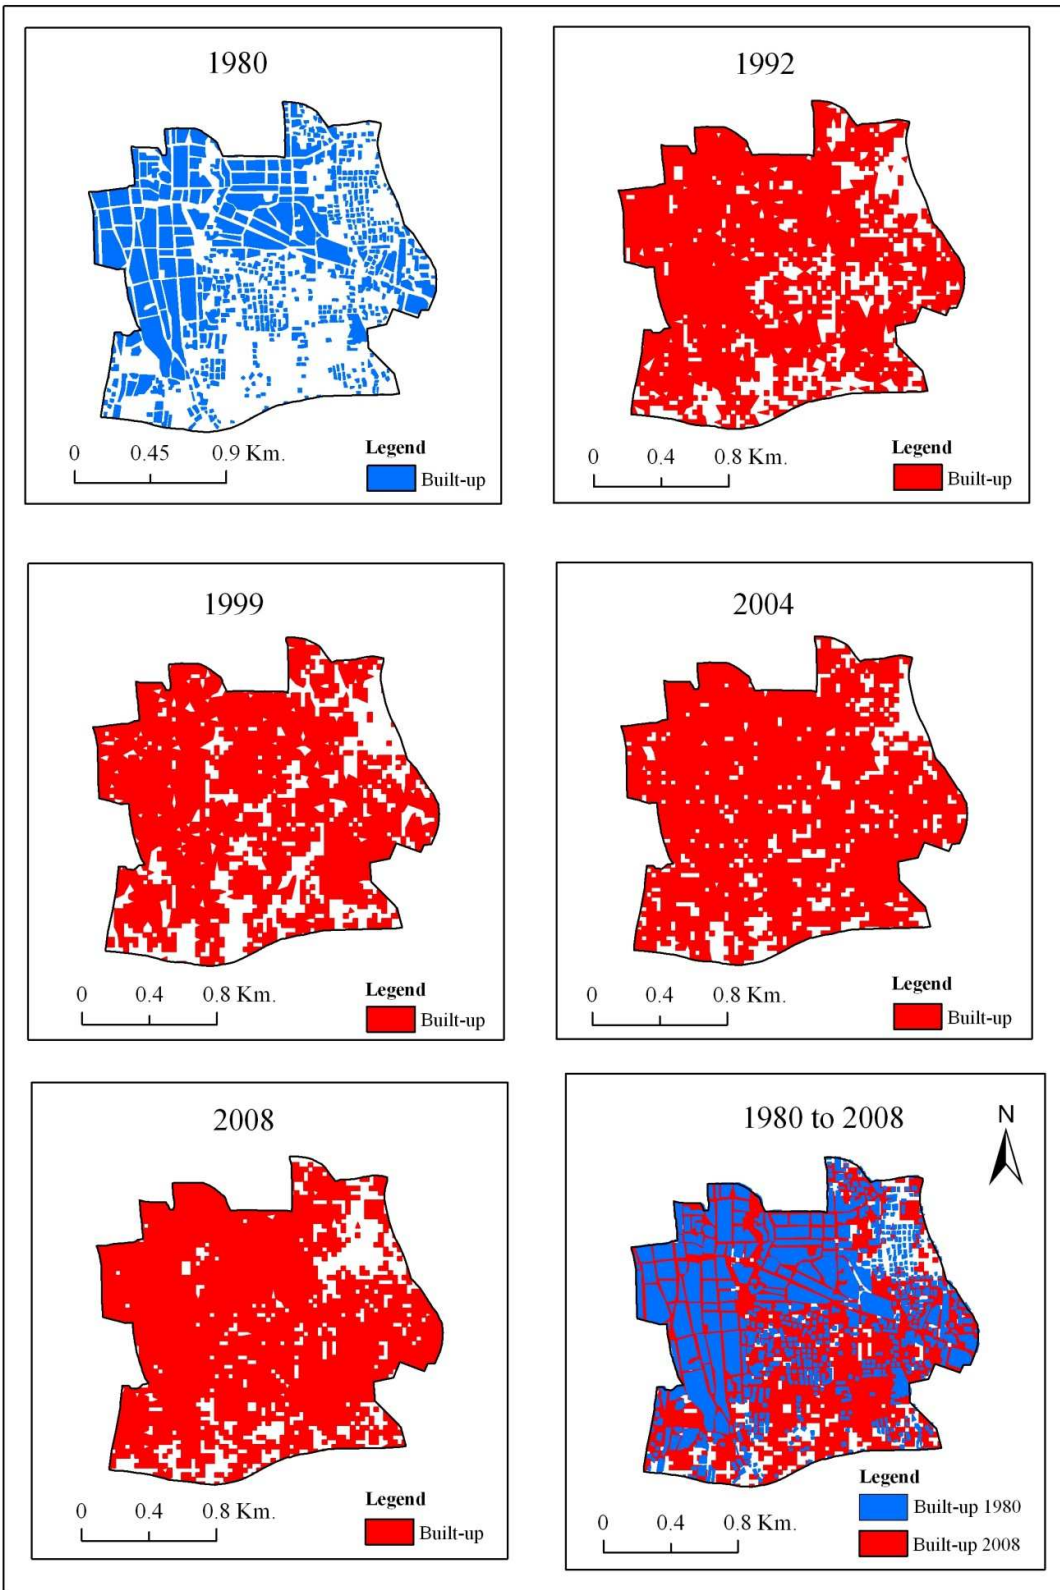 1980
0 0.45 0.9 Km.
Legend
Built-up
1992
0 0.4 0.8 Km.
Legend
Built-up
1999
0 0.4 0.8 Km.
Legend
Built-up
2004
0 0.4 0.8 Km.
Legend
Built-up
2008
0 0.4 0.8 Km.
Legend
Built-up
1980 to 2008
N
0 0.4 0.8 Km.
Legend
Built-up 1980
Built-up 2008